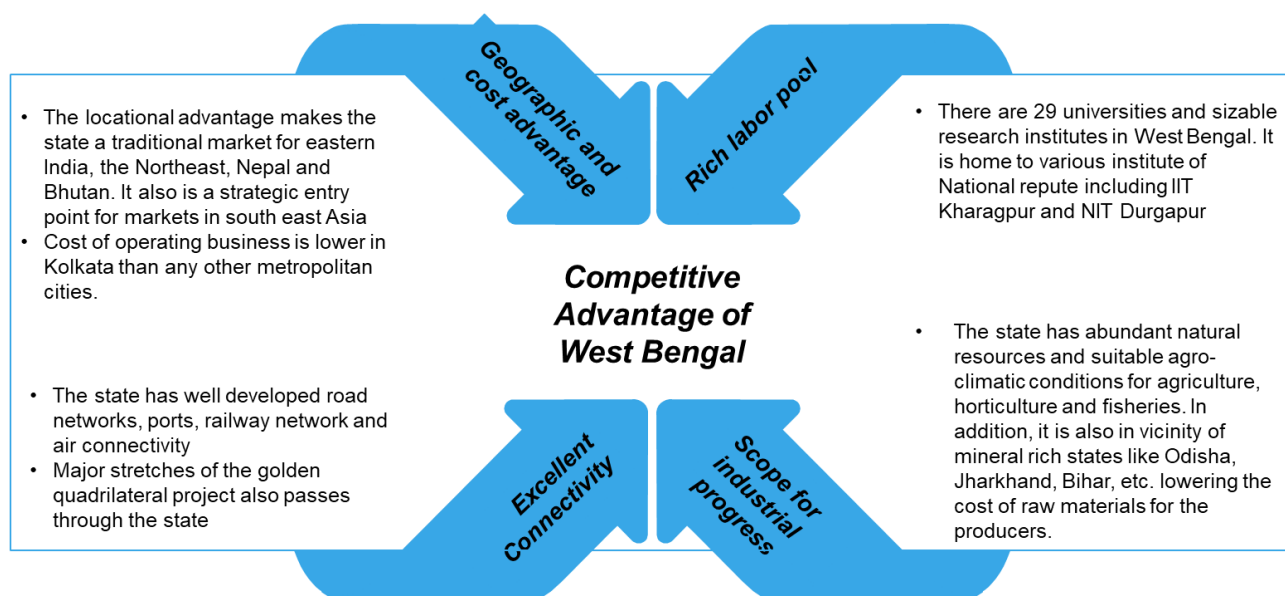 Geographic and
cost advantage
• The locational advantage makes the
state a traditional market for eastern
India, the Northeast, Nepal and
Bhutan. It also is a strategic entry
point for markets in south east Asia
• Cost of operating business is lower in
Kolkata than any other metropolitan
cities.
Rich labor pool
• There are 29 universities and sizable
research institutes in West Bengal. It
is home to various institute of
National repute including IIT
Kharagpur and NIT Durgapur
Competitive
Advantage of
West Bengal
Excellent
Connectivity
• The state has well developed road
networks, ports, railway network and
air connectivity
• Major stretches of the golden
quadrilateral project also passes
through the state
Scope for
industrial
progress
• The state has abundant natural
resources and suitable agro-
climatic conditions for agriculture,
horticulture and fisheries. In
addition, it is also in vicinity of
mineral rich states like Odisha,
Jharkhand, Bihar, etc. lowering the
cost of raw materials for the
producers.